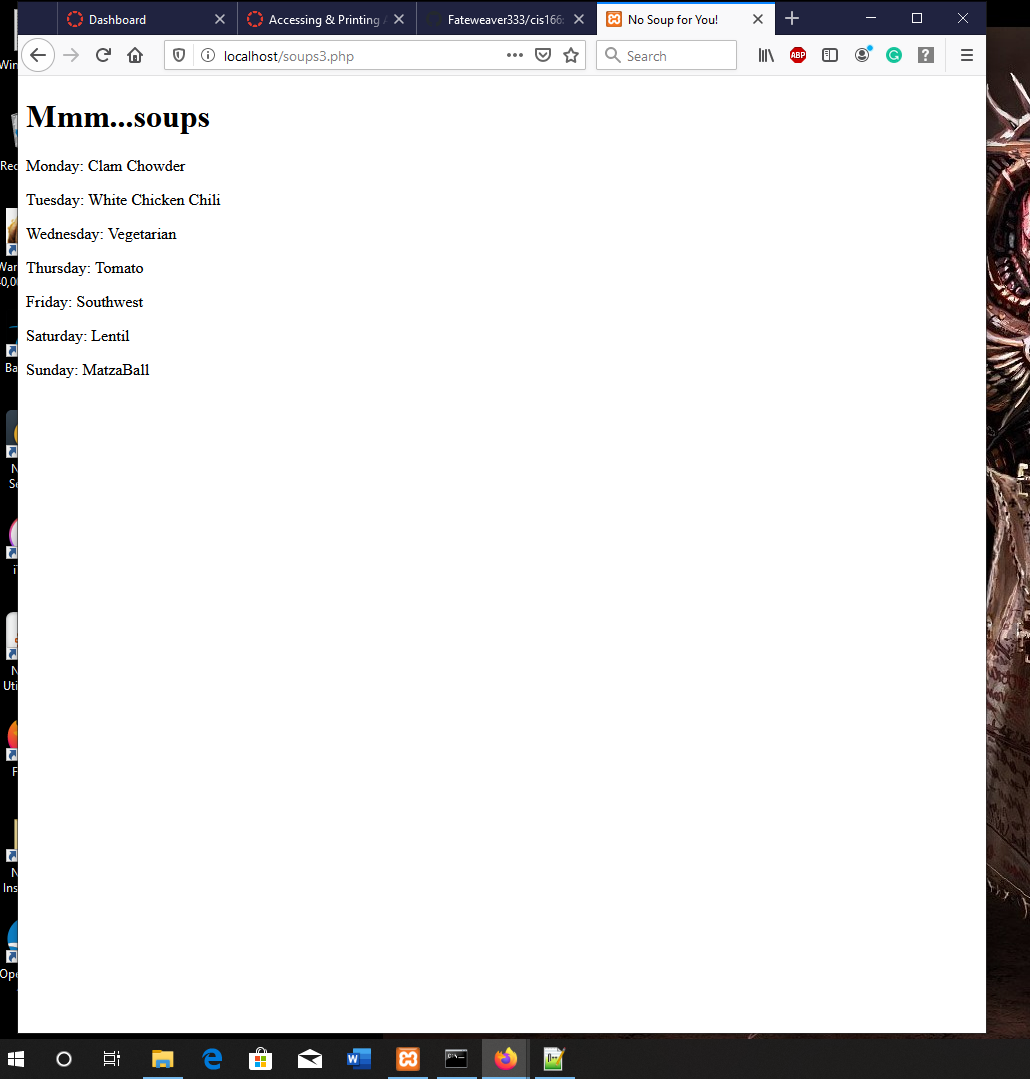 Dashboard
Accessing & Printing
Fateweaver333/cis166
No Soup for You!
localhost/soups3.php
Search
ABP
Mmm...soups
Monday: Clam Chowder
Tuesday: White Chicken Chili
Wednesday: Vegetarian
Thursday: Tomato
Friday: Southwest
Saturday: Lentil
Sunday: MatzaBall